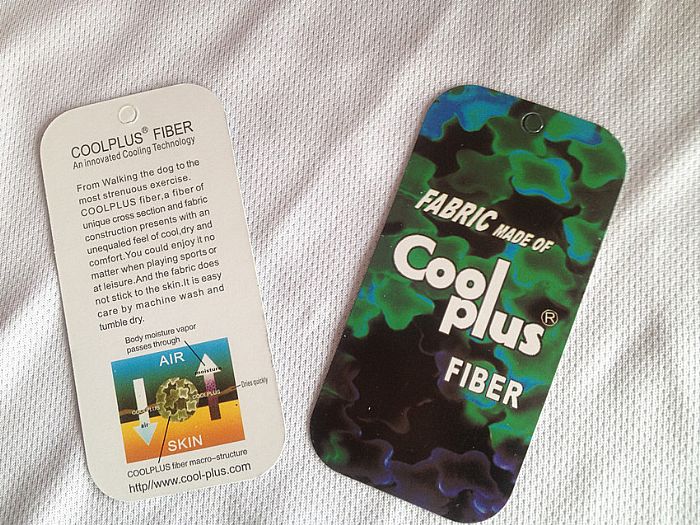 COOLPLUS® FIBER
An innovated Cooling Technology
From Walking the dog to the
most strenuous exercise.
COOLPLUS fiber,a fiber of
unique cross section and fabric
construction presents with an
unequaled feel of cool,dry and
comfort.You could enjoy it no
matter when playing sports or
at leisure.And the fabric does
not stick to the skin.It is easy
care by machine wash and
tumble dry.
Body moisture vapor
passes through
AIR
moisture
Dries quickly
COOLPLUS
COOLPLUS
air
SKIN
COOLPLUS fiber macro-structure
http//www.cool-plus.com
FABRIC MADE OF
Cool
plus®
FIBER